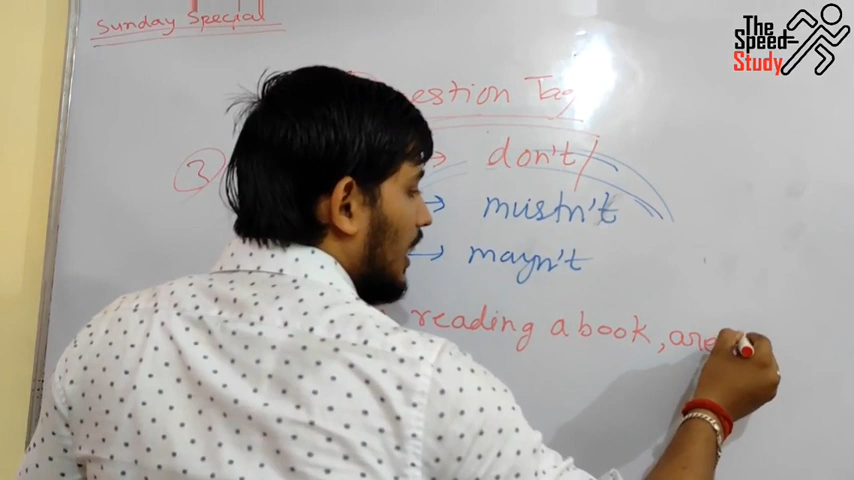 Sunday Special
The
Speed
Study
estion Tag
3 → don't/
→ mustn't
→ mayn't
reading a book, are